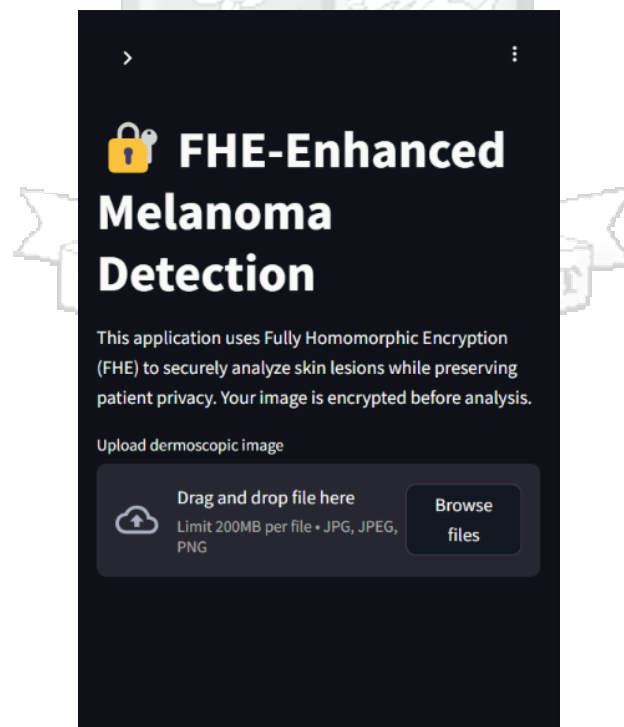 🔐 FHE-Enhanced
Melanoma
Detection
This application uses Fully Homomorphic Encryption
(FHE) to securely analyze skin lesions while preserving
patient privacy. Your image is encrypted before analysis.
Upload dermoscopic image
Drag and drop file here
Limit 200MB per file • JPG, JPEG,
PNG
Browse
files